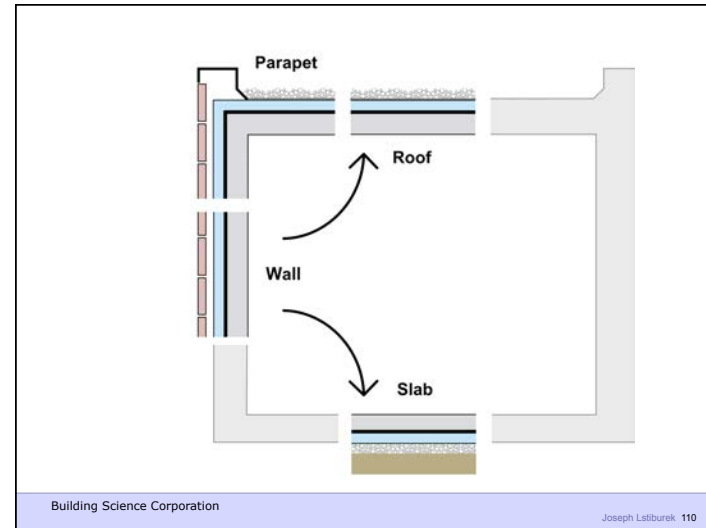 Parapet
Roof
Wall
Slab
Building Science Corporation
Joseph Lstiburek 110